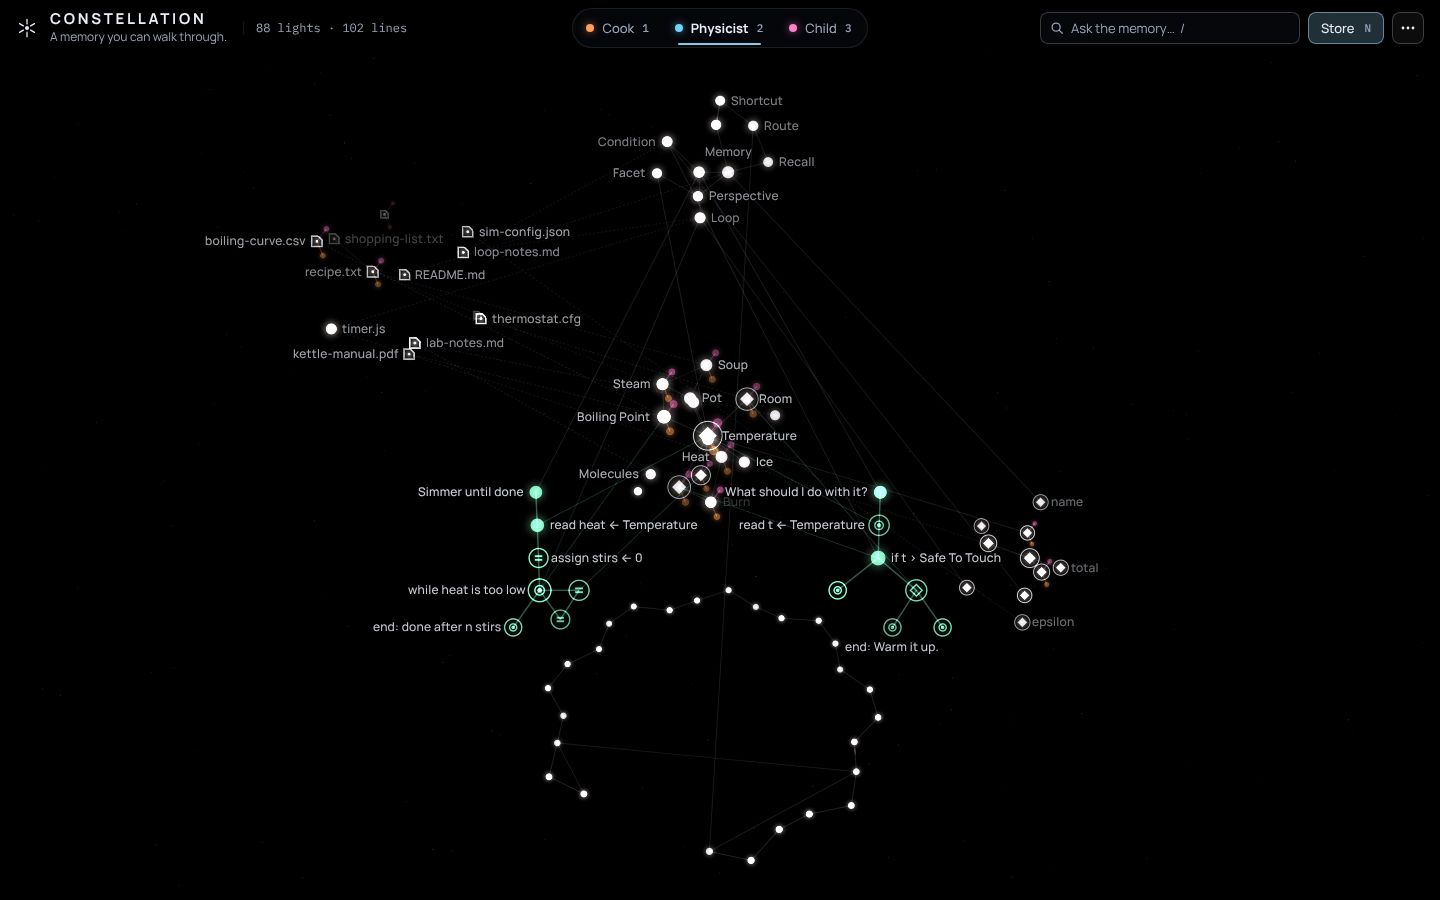 CONSTELLATION
A memory you can walk through.
88 lights · 102 lines
Cook 1
Physicist 2
Child 3
Ask the memory... /
Store N
Shortcut
Route
Condition
Memory
Recall
Facet
Perspective
Loop
sim-config.json
boiling-curve.csv
shopping-list.txt
loop-notes.md
recipe.txt
README.md
thermostat.cfg
timer.js
lab-notes.md
kettle-manual.pdf
Soup
Steam
Pot
Room
Boiling Point
Temperature
Heat
Ice
Molecules
Simmer until done
What should I do with it?
Burn
name
read heat ← Temperature
read t ← Temperature
assign stirs ← 0
if t > Safe To Touch
total
while heat is too low
end: done after n stirs
epsilon
end: Warm it up.